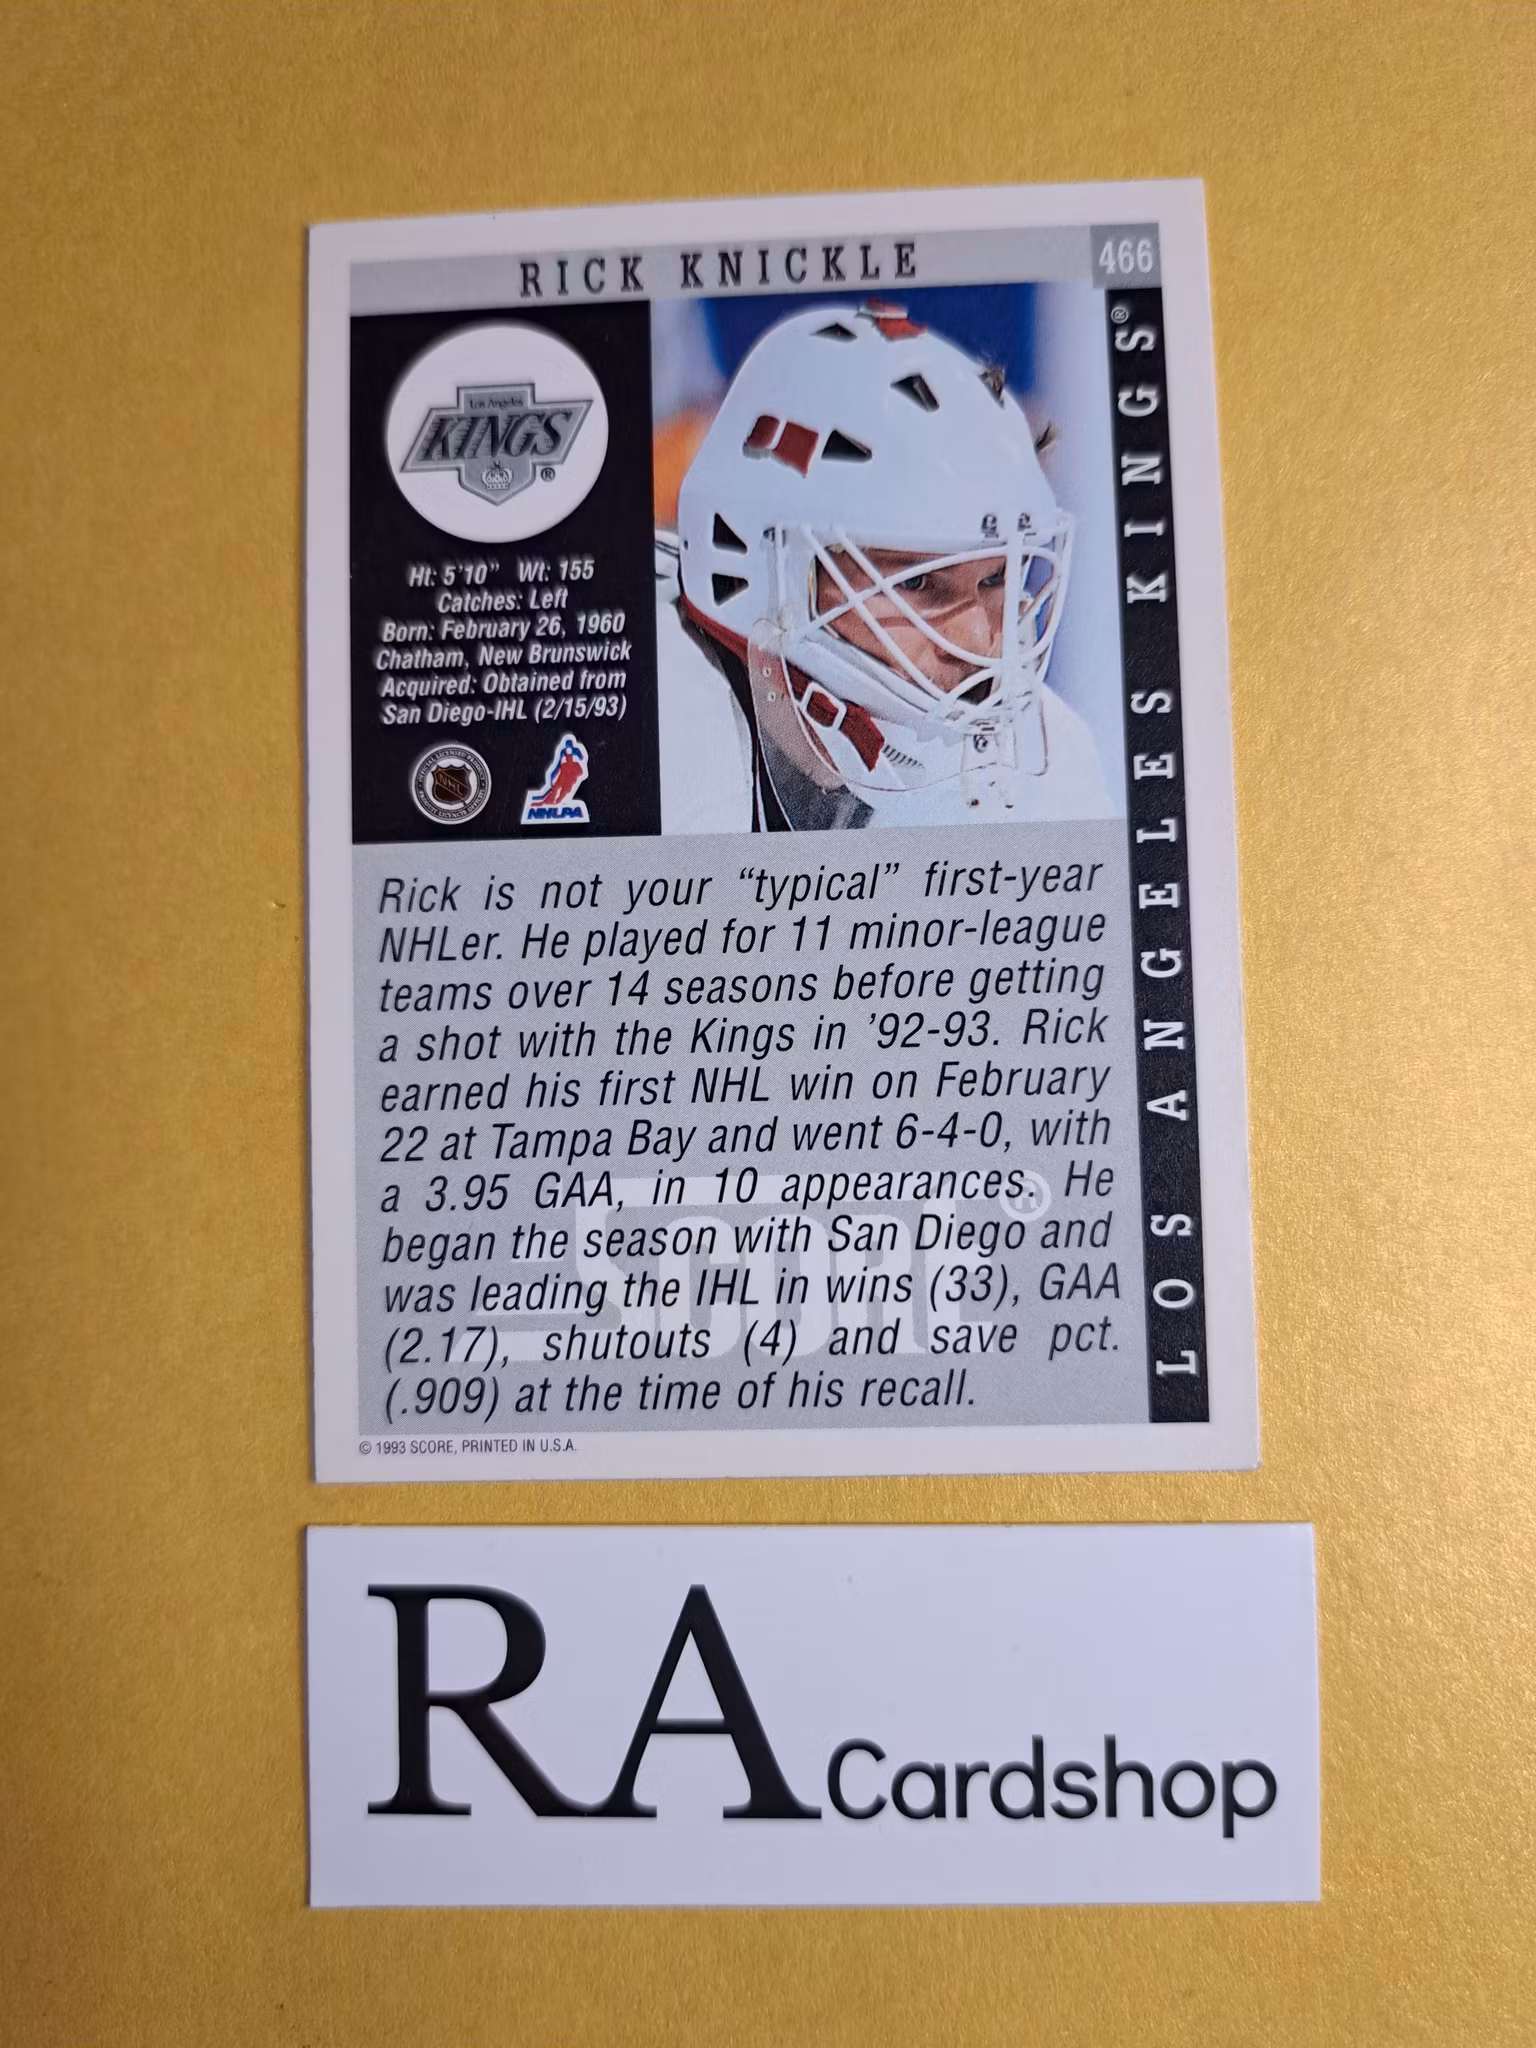 RICK KNICKLE
466
LOS ANGELES KINGS®
Los Angeles
KINGS
®
Ht: 5'10" Wt: 155
Catches: Left
Born: February 26, 1960
Chatham, New Brunswick
Acquired: Obtained from
San Diego-IHL (2/15/93)
NHL
NHLPA
Rick is not your “typical” first-year
NHLer. He played for 11 minor-league
teams over 14 seasons before getting
a shot with the Kings in ’92-93. Rick
earned his first NHL win on February
22 at Tampa Bay and went 6-4-0, with
a 3.95 GAA, in 10 appearances. He
began the season with San Diego and
was leading the IHL in wins (33), GAA
(2.17), shutouts (4) and save pct.
(.909) at the time of his recall.
SCORE®
© 1993 SCORE, PRINTED IN U.S.A.
RA Cardshop